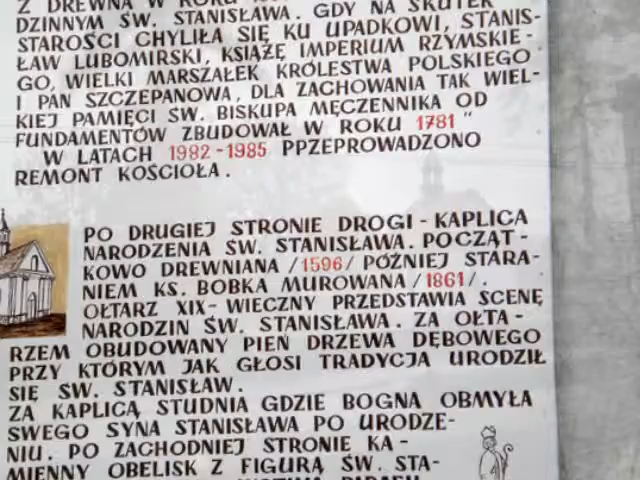 Z DREWNA W ROKU
DZINNYM ŚW. STANISŁAWA. GDY NA SKUTEK
STAROŚCI CHYLIŁA SIĘ KU UPADKOWI, STANIS-
ŁAW LUBOMIRSKI, KSIĄŻĘ IMPERIUM RZYMSKIE-
GO, WIELKI MARSZAŁEK KRÓLESTWA POLSKIEGO
I PAN SZCZEPANOWA, DLA ZACHOWANIA TAK WIEL-
KIEJ PAMIĘCI ŚW. BISKUPA MĘCZENNIKA OD
FUNDAMENTÓW ZBUDOWAŁ W ROKU 1781"
W LATACH 1982-1985 PPZEPROWADZONO
REMONT KOŚCIOŁA.
PO DRUGIEJ STRONIE DROGI - KAPLICA
NARODZENIA ŚW. STANISŁAWA. POCZĄT-
KOWO DREWNIANA /1596/ PÓŹNIEJ STARA-
NIEM KS. BOBKA MUROWANA /1861/.
OŁTARZ XIX-WIECZNY PRZEDSTAWIA SCENĘ
NARODZIN ŚW. STANISŁAWA. ZA OŁTA-
RZEM OBUDOWANY PIEŃ DRZEWA DĘBOWEGO
PRZY KTÓRYM JAK GŁOSI TRADYCJA URODZIŁ
SIĘ ŚW. STANISŁAW.
ZA KAPLICĄ STUDNIA GDZIE BOGNA OBMYŁA
SWEGO SYNA STANISŁAWA PO URODZE-
NIU. PO ZACHODNIEJ STRONIE KA-
MIENNY OBELISK Z FIGURĄ ŚW. STA-